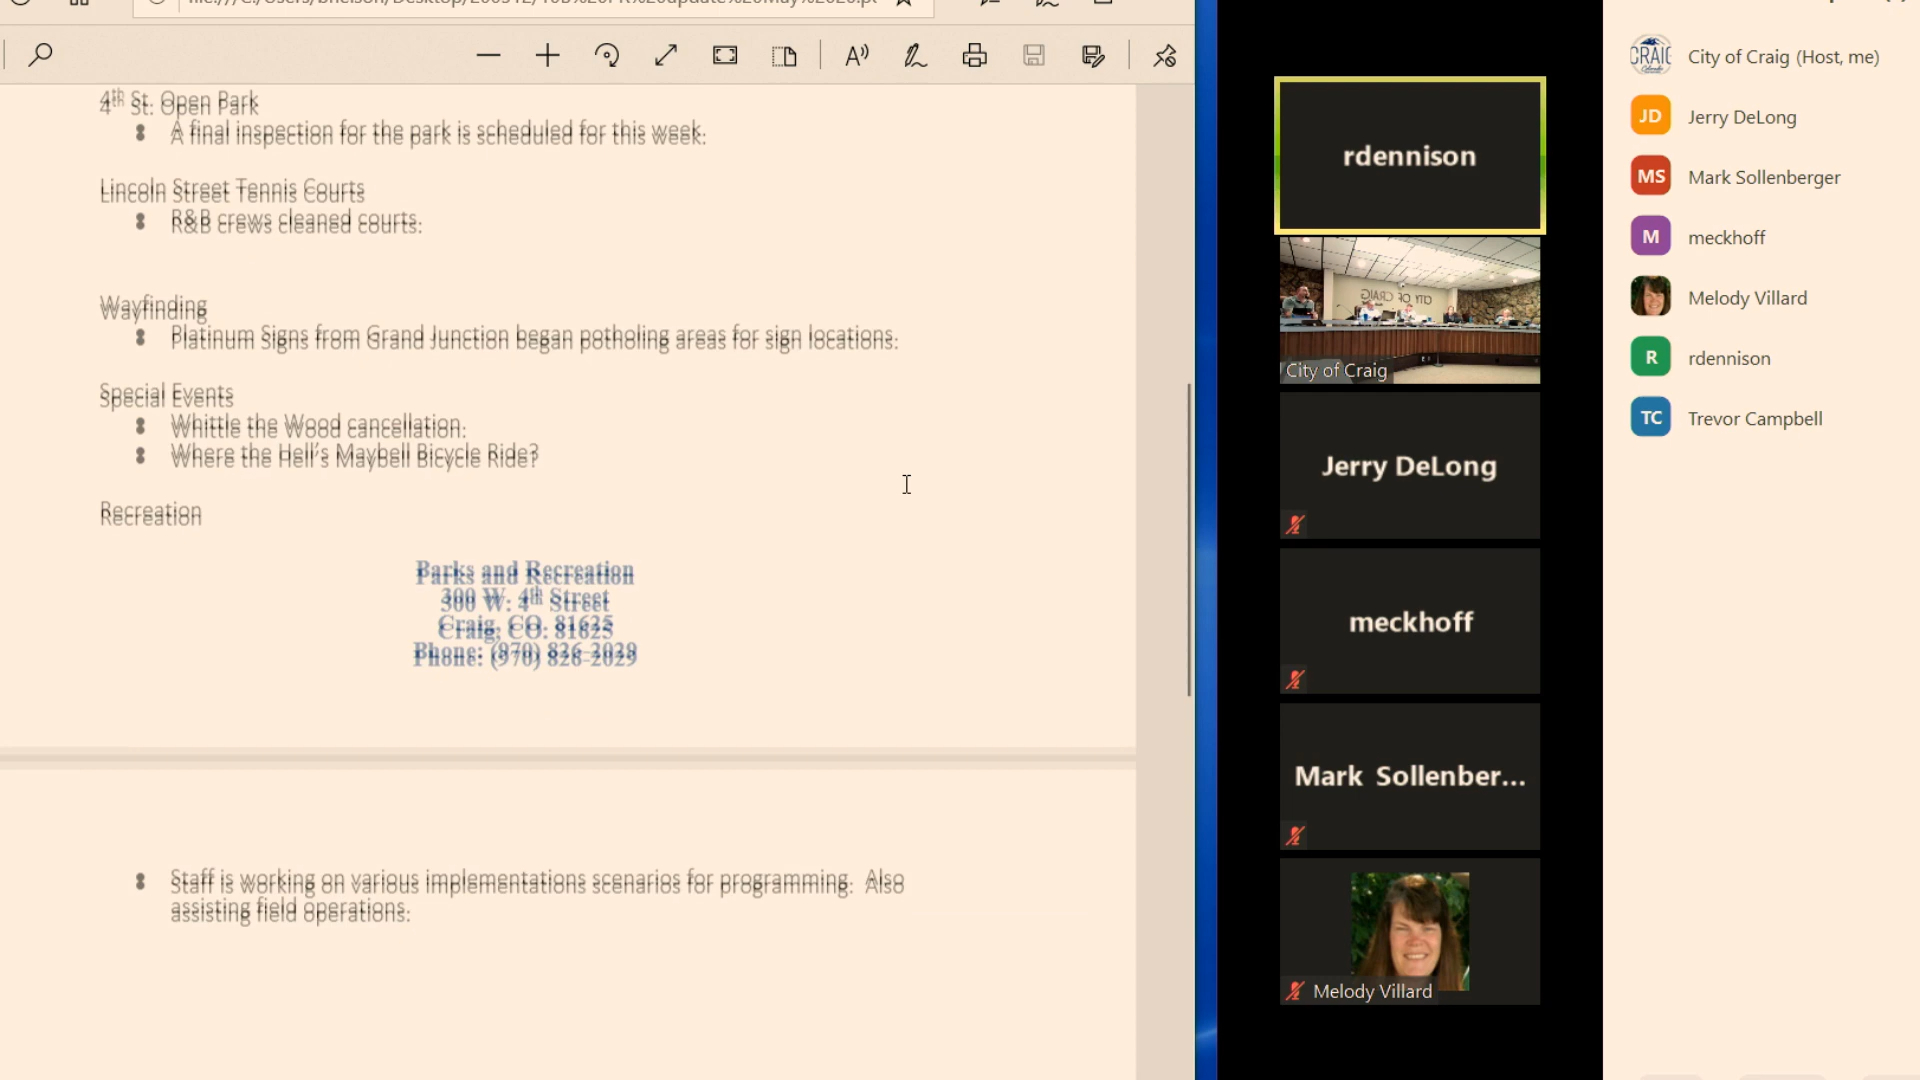 4th St. Open Park
A final inspection for the park is scheduled for this week.
Lincoln Street Tennis Courts
R&B crews cleaned courts.
Wayfinding
Platinum Signs from Grand Junction began potholing areas for sign locations.
Special Events
Whittle the Wood cancellation.
Where the Hell's Maybell Bicycle Ride?
Recreation
Parks and Recreation
300 W. 4th Street
Craig, CO. 81625
Phone: (970) 826-2029
Staff is working on various implementations scenarios for programming. Also
assisting field operations.
rdennison
CITY OF CRAIG
City of Craig
Jerry DeLong
meckhoff
Mark Sollenber...
Melody Villard
CRAIG
City of Craig (Host, me)
JD Jerry DeLong
MS Mark Sollenberger
M meckhoff
Melody Villard
R rdennison
TC Trevor Campbell